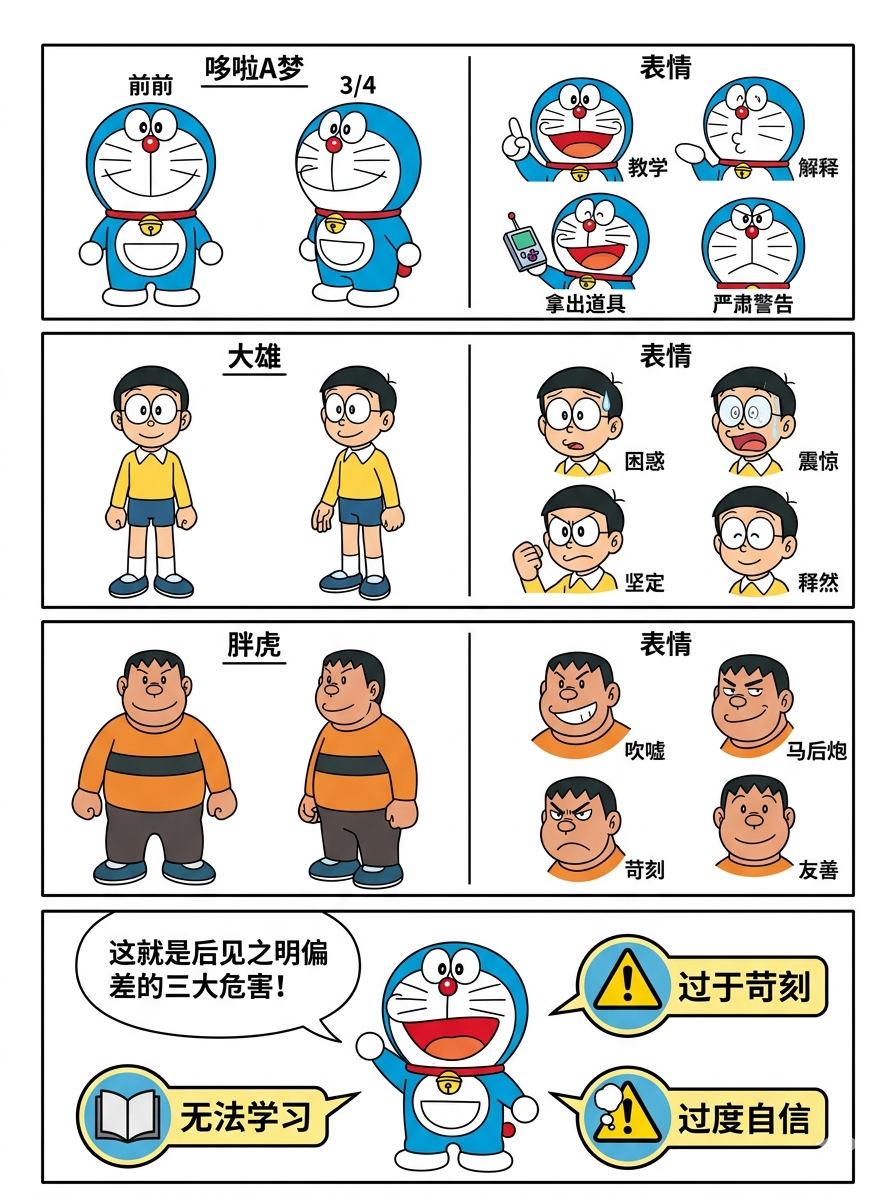 哆啦A梦
前前
3/4
表情
教学
解释
拿出道具
严肃警告
大雄
表情
困惑
震惊
坚定
释然
胖虎
表情
吹嘘
马后炮
苛刻
友善
这就是后见之明偏
差的三大危害！
过于苛刻
无法学习
过度自信